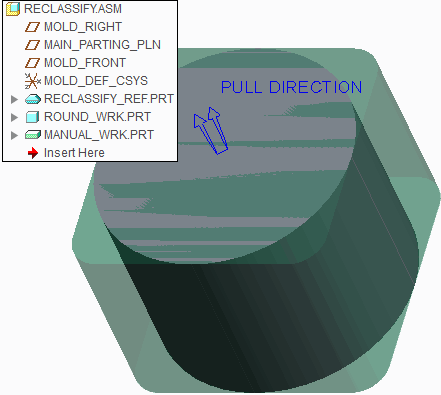 RECLASSIFY.ASM
MOLD_RIGHT
MAIN_PARTING_PLN
MOLD_FRONT
MOLD_DEF_CSYS
RECLASSIFY_REF.PRT
ROUND_WRK.PRT
MANUAL_WRK.PRT
Insert Here
PULL DIRECTION